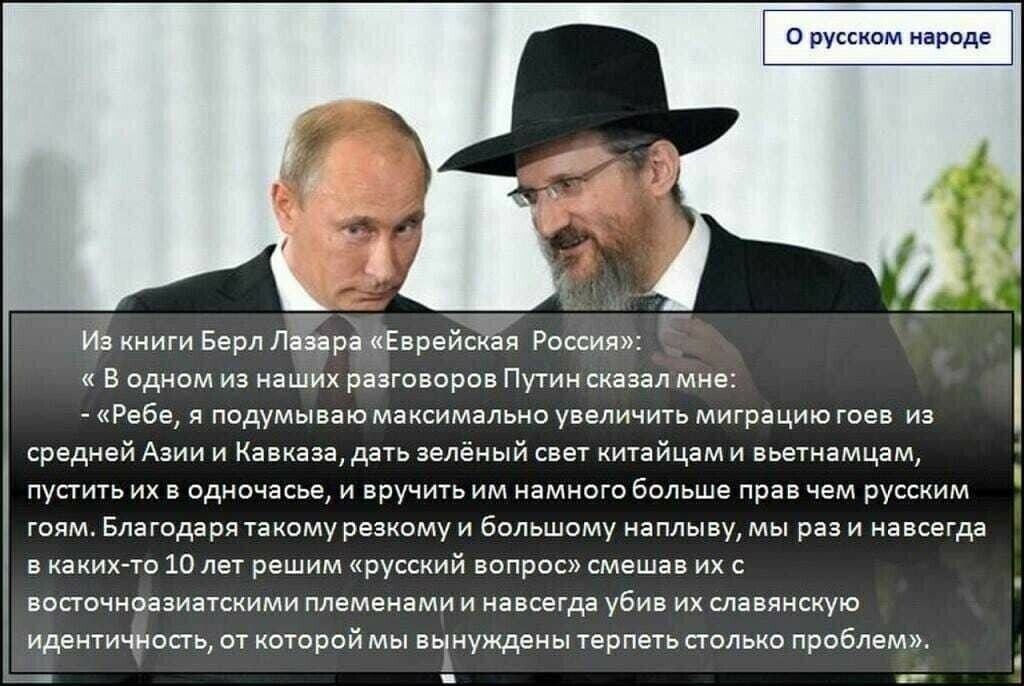 О русском народе
Из книги Берл Лазара «Еврейская Россия»:
« В одном из наших разговоров Путин сказал мне:
- «Ребе, я подумываю максимально увеличить миграцию гоев из
средней Азии и Кавказа, дать зелёный свет китайцам и вьетнамцам,
пустить их в одночасье, и вручить им намного больше прав чем русским
гоям. Благодаря такому резкому и большому наплыву, мы раз и навсегда
в каких-то 10 лет решим «русский вопрос» смешав их с
восточноазиатскими племенами и навсегда убив их славянскую
идентичность, от которой мы вынуждены терпеть столько проблем».